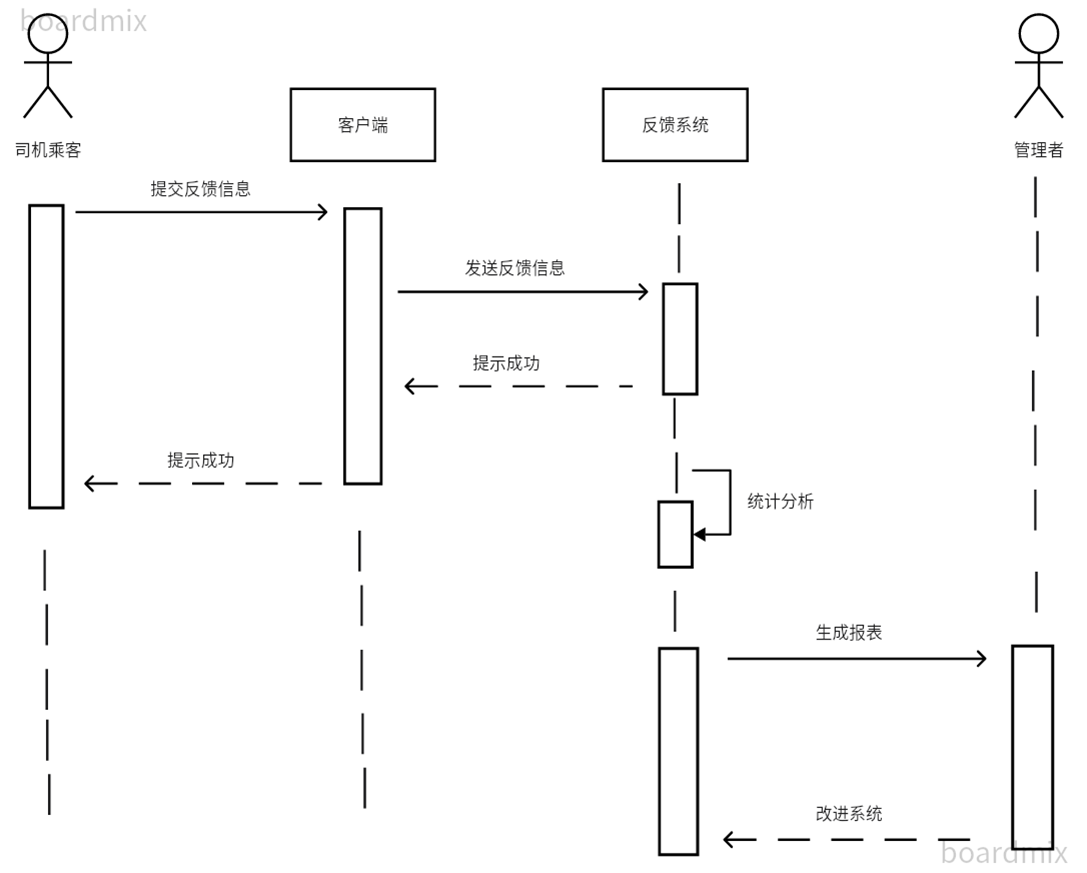 boardmix
客户端
反馈系统
司机乘客
管理者
提交反馈信息
发送反馈信息
提示成功
提示成功
统计分析
生成报表
改进系统
boardmix